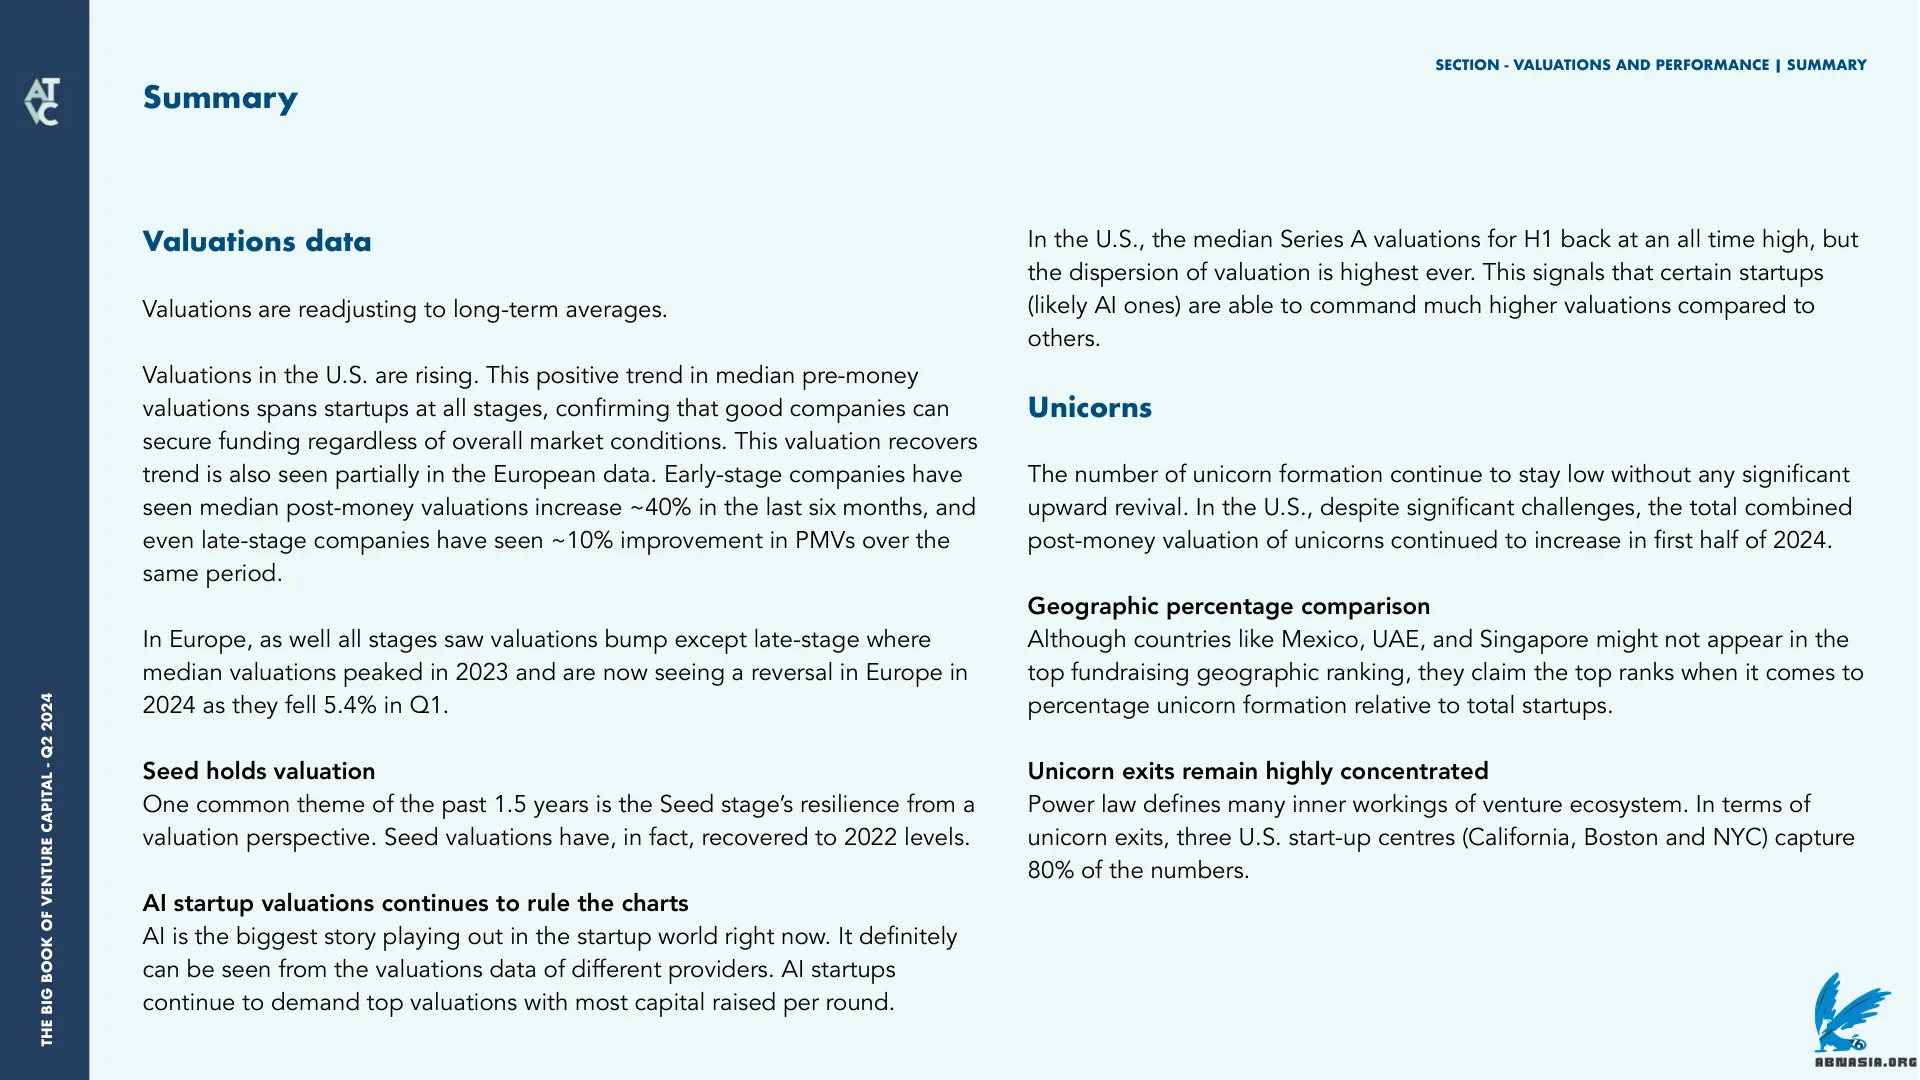 AT
VC
SECTION - VALUATIONS AND PERFORMANCE | SUMMARY
Summary
Valuations data
Valuations are readjusting to long-term averages.
Valuations in the U.S. are rising. This positive trend in median pre-money
valuations spans startups at all stages, confirming that good companies can
secure funding regardless of overall market conditions. This valuation recovers
trend is also seen partially in the European data. Early-stage companies have
seen median post-money valuations increase ~40% in the last six months, and
even late-stage companies have seen ~10% improvement in PMVs over the
same period.
In Europe, as well all stages saw valuations bump except late-stage where
median valuations peaked in 2023 and are now seeing a reversal in Europe in
2024 as they fell 5.4% in Q1.
Seed holds valuation
One common theme of the past 1.5 years is the Seed stage’s resilience from a
valuation perspective. Seed valuations have, in fact, recovered to 2022 levels.
AI startup valuations continues to rule the charts
AI is the biggest story playing out in the startup world right now. It definitely
can be seen from the valuations data of different providers. AI startups
continue to demand top valuations with most capital raised per round.
In the U.S., the median Series A valuations for H1 back at an all time high, but
the dispersion of valuation is highest ever. This signals that certain startups
(likely AI ones) are able to command much higher valuations compared to
others.
Unicorns
The number of unicorn formation continue to stay low without any significant
upward revival. In the U.S., despite significant challenges, the total combined
post-money valuation of unicorns continued to increase in first half of 2024.
Geographic percentage comparison
Although countries like Mexico, UAE, and Singapore might not appear in the
top fundraising geographic ranking, they claim the top ranks when it comes to
percentage unicorn formation relative to total startups.
Unicorn exits remain highly concentrated
Power law defines many inner workings of venture ecosystem. In terms of
unicorn exits, three U.S. start-up centres (California, Boston and NYC) capture
80% of the numbers.
THE BIG BOOK OF VENTURE CAPITAL - Q2 2024
ABNASIA.ORG